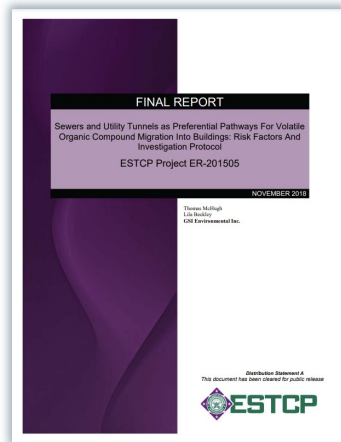 FINAL REPORT
Sewers and Utility Tunnels as Preferential Pathways For Volatile
Organic Compound Migration Into Buildings: Risk Factors And
Investigation Protocol
ESTCP Project ER-201505
NOVEMBER 2018
Thomas McHugh
Lila Beckley
GSI Environmental Inc.
Distribution Statement A
This document has been cleared for public release
ESTCP